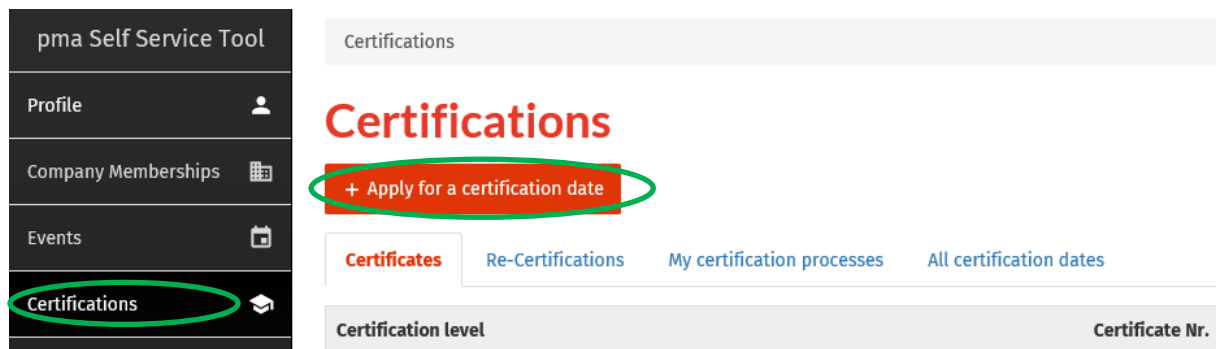 pma Self Service Tool
Profile
Company Memberships
Events
Certifications
Certifications
Certifications
+ Apply for a certification date
Certificates Re-Certifications My certification processes All certification dates
Certification level Certificate Nr.